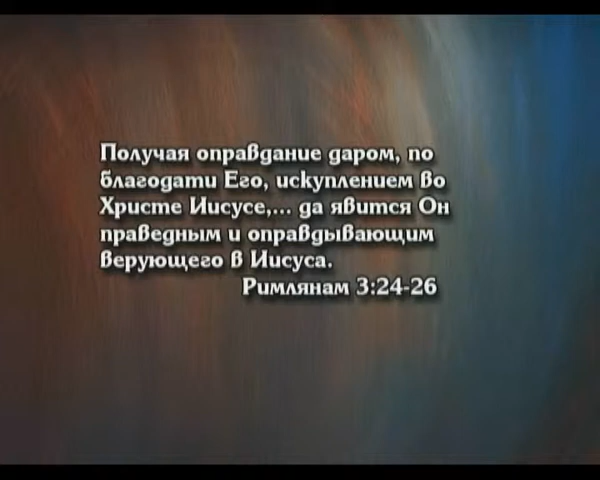 Получая оправдание даром, по
благодати Его, искуплением во
Христе Иисусе,... да явится Он
праведным и оправдывающим
верующего в Иисуса.
Римлянам 3:24-26